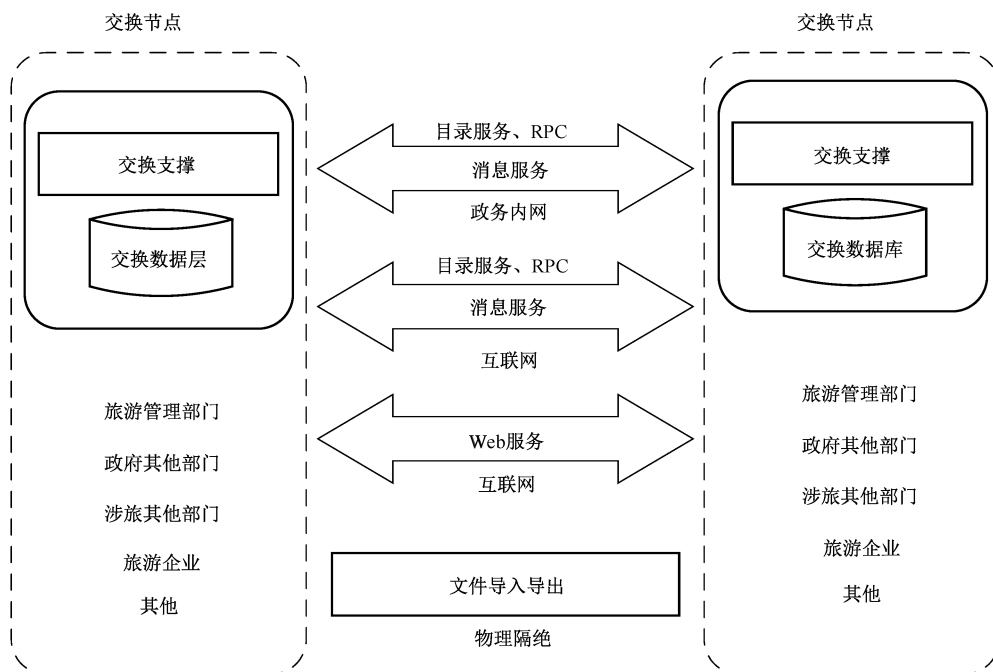 交换节点
交换支撑
交换数据层
旅游管理部门
政府其他部门
涉旅其他部门
旅游企业
其他
目录服务、RPC
消息服务
政务内网
目录服务、RPC
消息服务
互联网
Web服务
互联网
文件导入导出
物理隔绝
交换节点
交换支撑
交换数据库
旅游管理部门
政府其他部门
涉旅其他部门
旅游企业
其他